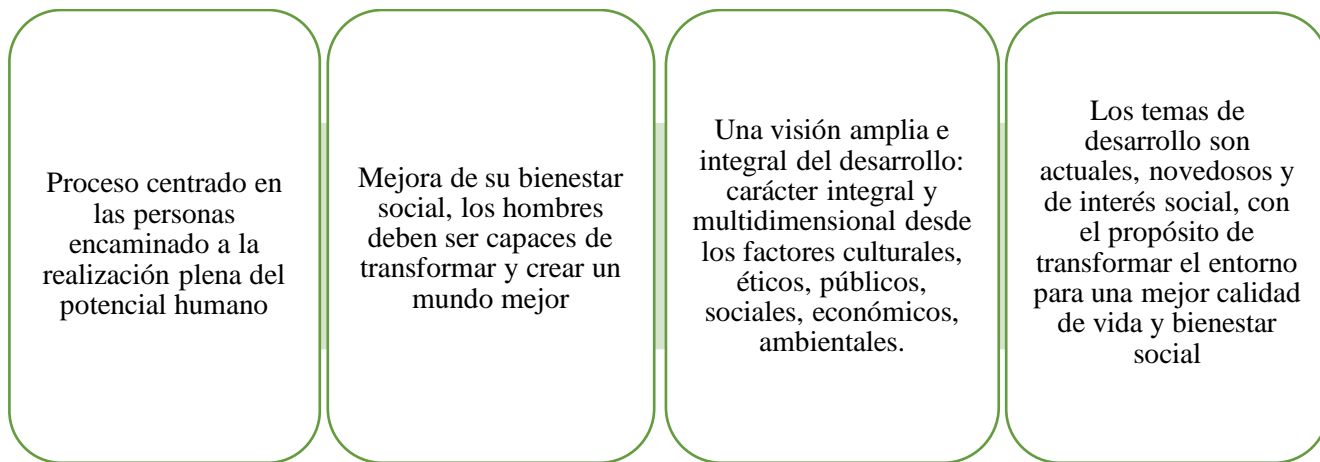 Proceso centrado en
las personas
encaminado a la
realización plena del
potencial humano
Mejora de su bienestar
social, los hombres
deben ser capaces de
transformar y crear un
mundo mejor
Una visión amplia e
integral del desarrollo:
carácter integral y
multidimensional desde
los factores culturales,
éticos, públicos,
sociales, económicos,
ambientales.
Los temas de
desarrollo son
actuales, novedosos y
de interés social, con
el propósito de
transformar el entorno
para una mejor calidad
de vida y bienestar
social